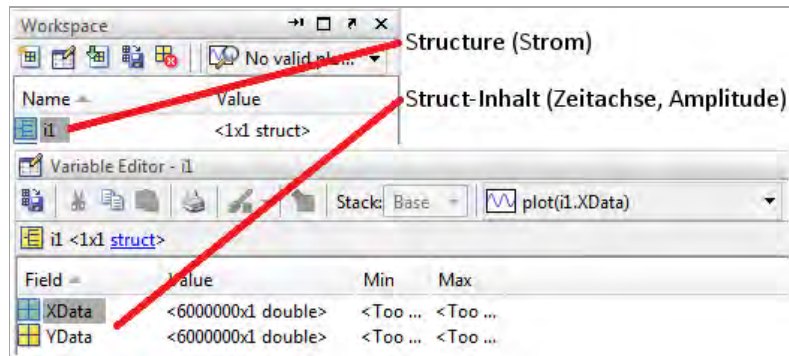 Workspace
No valid plo... 
Structure (Strom)
Name Value
Struct-Inhalt (Zeitachse, Amplitude)
i1 <1x1 struct>
Variable Editor - i1
Stack: Base plot(i1.XData)
i1 <1x1 struct>
Field Value Min Max
XData <6000000x1 double> <Too ... <Too ...
YData <6000000x1 double> <Too ... <Too ...